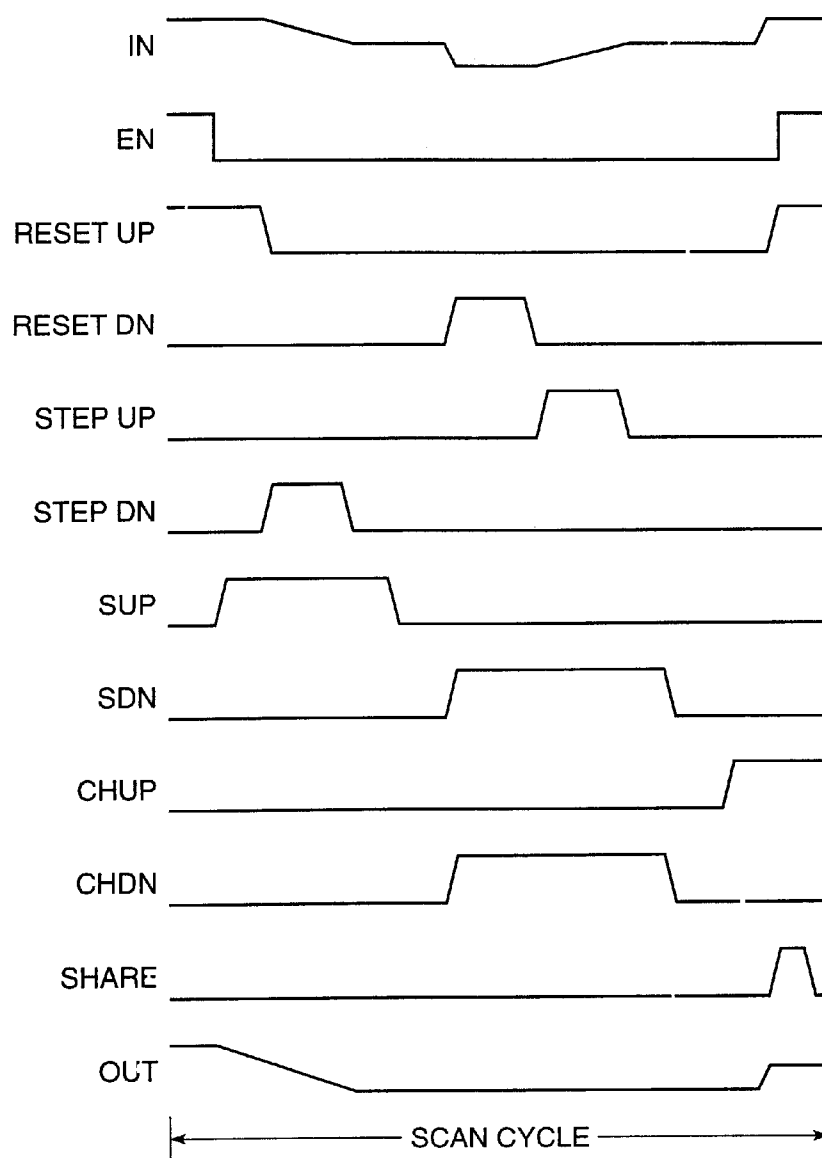 IN
EN
RESET UP
RESET DN
STEP UP
STEP DN
SUP
SDN
CHUP
CHDN
SHARE
OUT
SCAN CYCLE